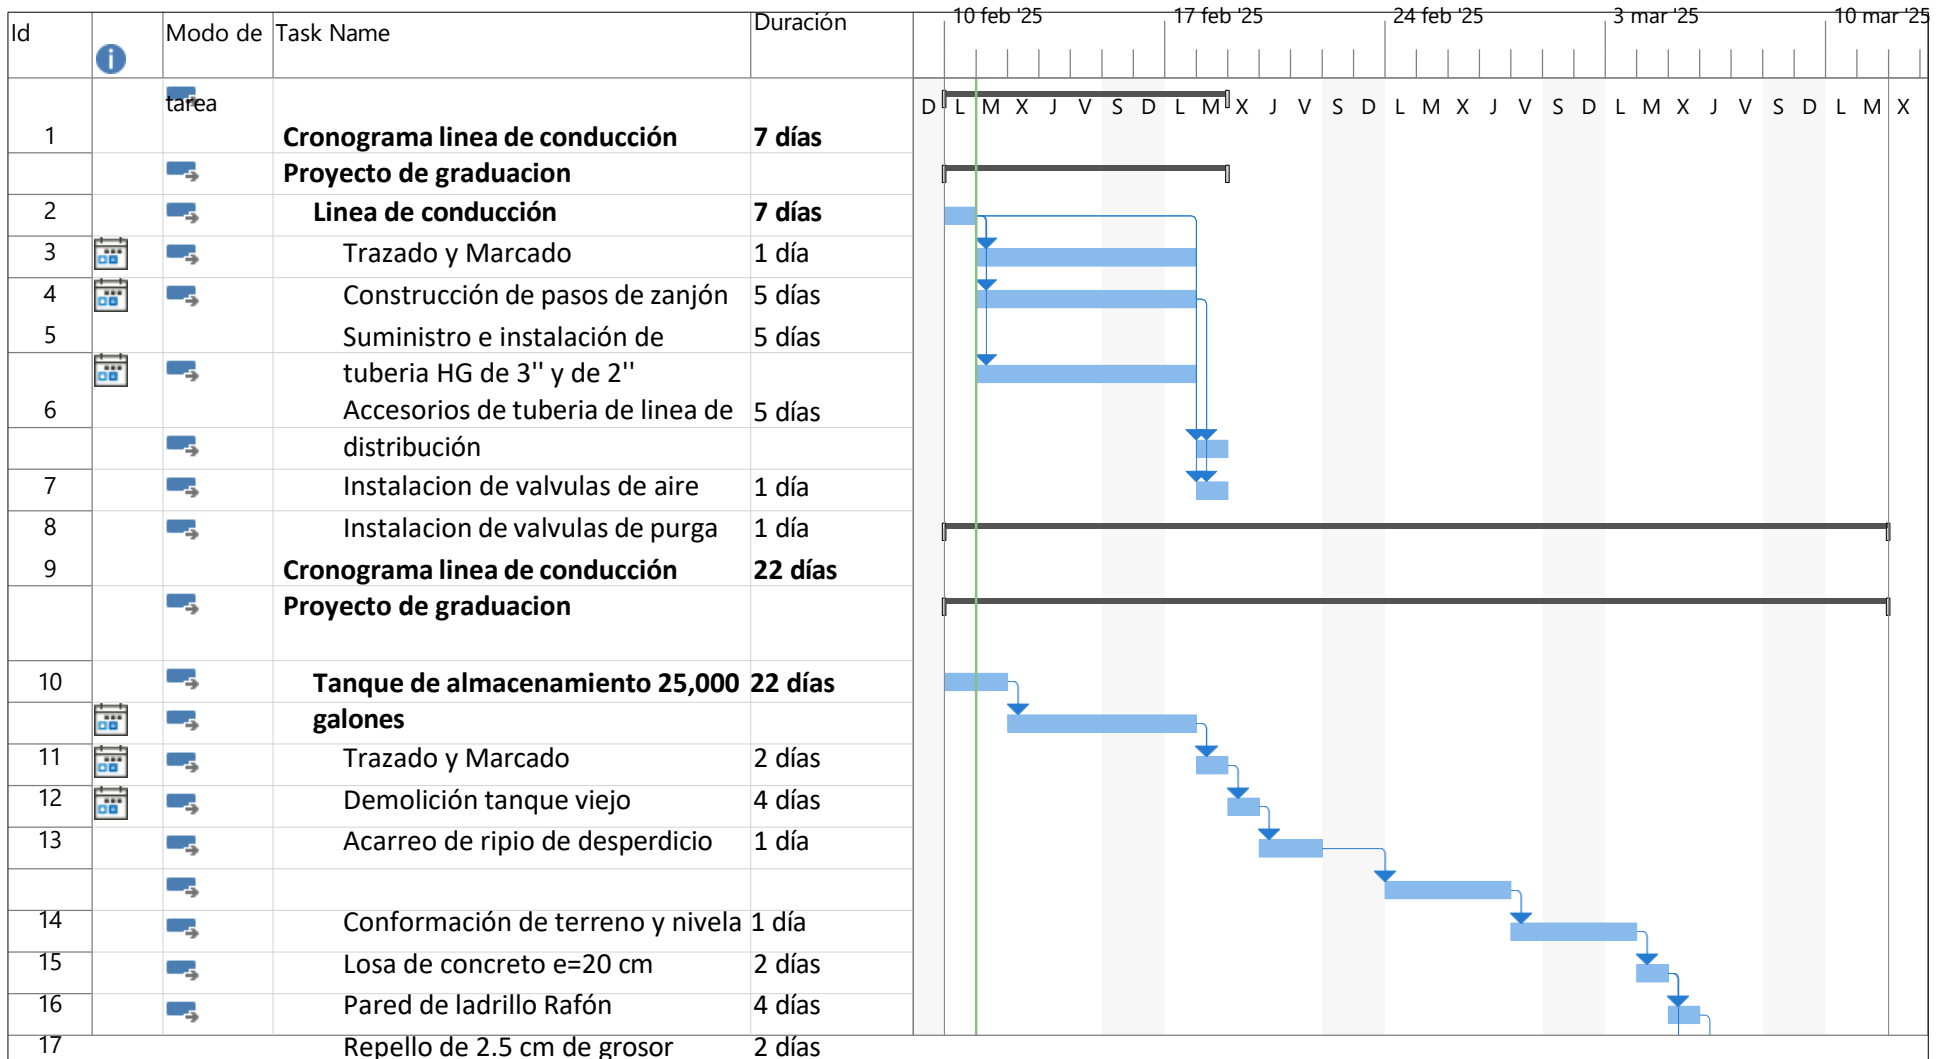 Id Modo de Task Name Duración 10 feb '25 17 feb '25 24 feb '25 3 mar '25 10 mar '25
tarea D L M X J V S D L M X J V S D L M X J V S D L M X J V S D L M X
1 Cronograma linea de conducción 7 días
Proyecto de graduacion
2 Linea de conducción 7 días
3 Trazado y Marcado 1 día
4 Construcción de pasos de zanjón 5 días
5 Suministro e instalación de 5 días
tuberia HG de 3'' y de 2''
6 Accesorios de tuberia de linea de 5 días
distribución
7 Instalacion de valvulas de aire 1 día
8 Instalacion de valvulas de purga 1 día
9 Cronograma linea de conducción 22 días
Proyecto de graduacion
10 Tanque de almacenamiento 25,000 22 días
galones
11 Trazado y Marcado 2 días
12 Demolición tanque viejo 4 días
13 Acarreo de ripio de desperdicio 1 día
14 Conformación de terreno y nivela 1 día
15 Losa de concreto e=20 cm 2 días
16 Pared de ladrillo Rafón 4 días
17 Repello de 2.5 cm de grosor 2 días